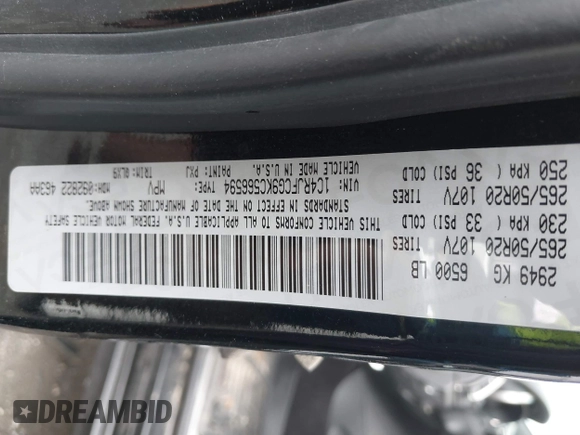 2949 KG 6500 LB
265/50R20 107V TIRES
230 KPA ( 33 PSI) COLD
265/50R20 107V TIRES
250 KPA ( 36 PSI) COLD
THIS VEHICLE CONFORMS TO ALL APPLICABLE U.S.A. FEDERAL MOTOR VEHICLE SAFETY
STANDARDS IN EFFECT ON THE DATE OF MANUFACTURE SHOWN ABOVE.
VIN: 1C4RJFCG9KC566594 TYPE: MPV MDH:092822 463AA
VEHICLE MADE IN U.S.A. PAINT: PXJ TRIM:
DREAMBID